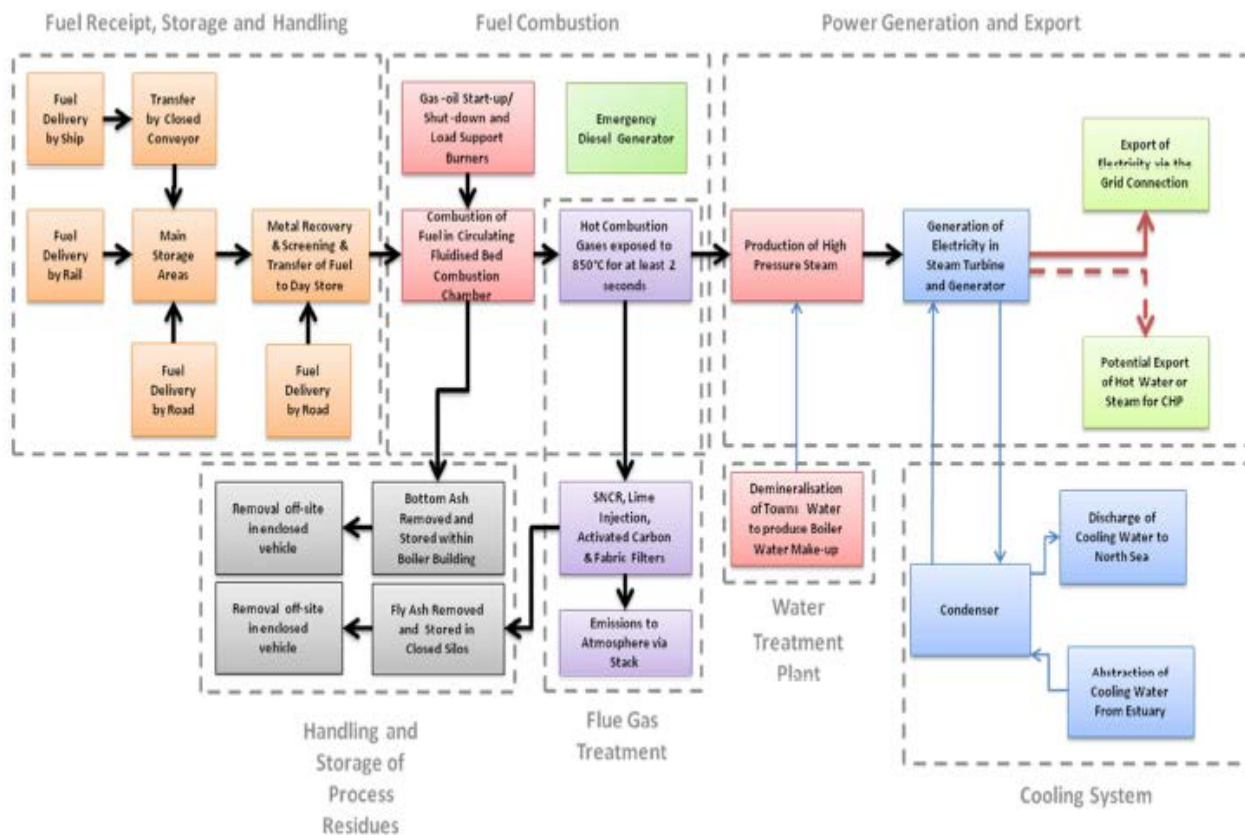 Fuel Receipt, Storage and Handling
Fuel Combustion
Power Generation and Export
Fuel
Delivery
by Ship
Transfer
by Closed
Conveyor
Gas -oil Start-up/
Shut-down and
Load Support
Burners
Emergency
Diesel Generator
Export of
Electricity via the
Grid Connection
Fuel
Delivery
by Rail
Main
Storage
Areas
Metal Recovery
& Screening &
Transfer of Fuel
to Day Store
Combustion of
Fuel in Circulating
Fluidised Bed
Combustion
Chamber
Hot Combustion
Gases exposed to
850°C for at least 2
seconds
Production of High
Pressure Steam
Generation of
Electricity in
Steam Turbine
and Generator
Fuel
Delivery
by Road
Fuel
Delivery
by Road
Potential Export
of Hot Water or
Steam for CHP
Removal off-site
in enclosed
vehicle
Bottom Ash
Removed and
Stored within
Boiler Building
SNCR, Lime
Injection,
Activated Carbon
& Fabric Filters
Demineralisation
of Towns Water
to produce Boiler
Water Make-up
Discharge of
Cooling Water to
North Sea
Removal off-site
in enclosed
vehicle
Fly Ash Removed
and Stored in
Closed Silos
Emissions to
Atmosphere via
Stack
Condenser
Abstraction of
Cooling Water
From Estuary
Water
Treatment
Plant
Handling and
Storage of
Process
Residues
Flue Gas
Treatment
Cooling System